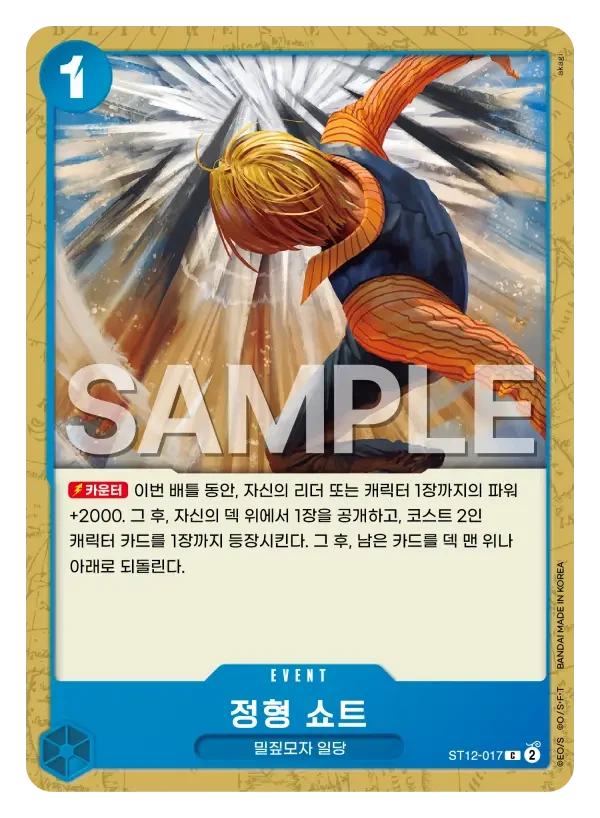 1
akagi
SAMPLE
카운터 이번 배틀 동안, 자신의 리더 또는 캐릭터 1장까지의 파워
+2000. 그 후, 자신의 덱 위에서 1장을 공개하고, 코스트 2인
캐릭터 카드를 1장까지 등장시킨다. 그 후, 남은 카드를 덱 맨 위나
아래로 되돌린다.
EVENT
정형 쇼트
밀짚모자 일당
ST12-017 C 2
©EO/S ©O/S·F·T BANDAI MADE IN KOREA